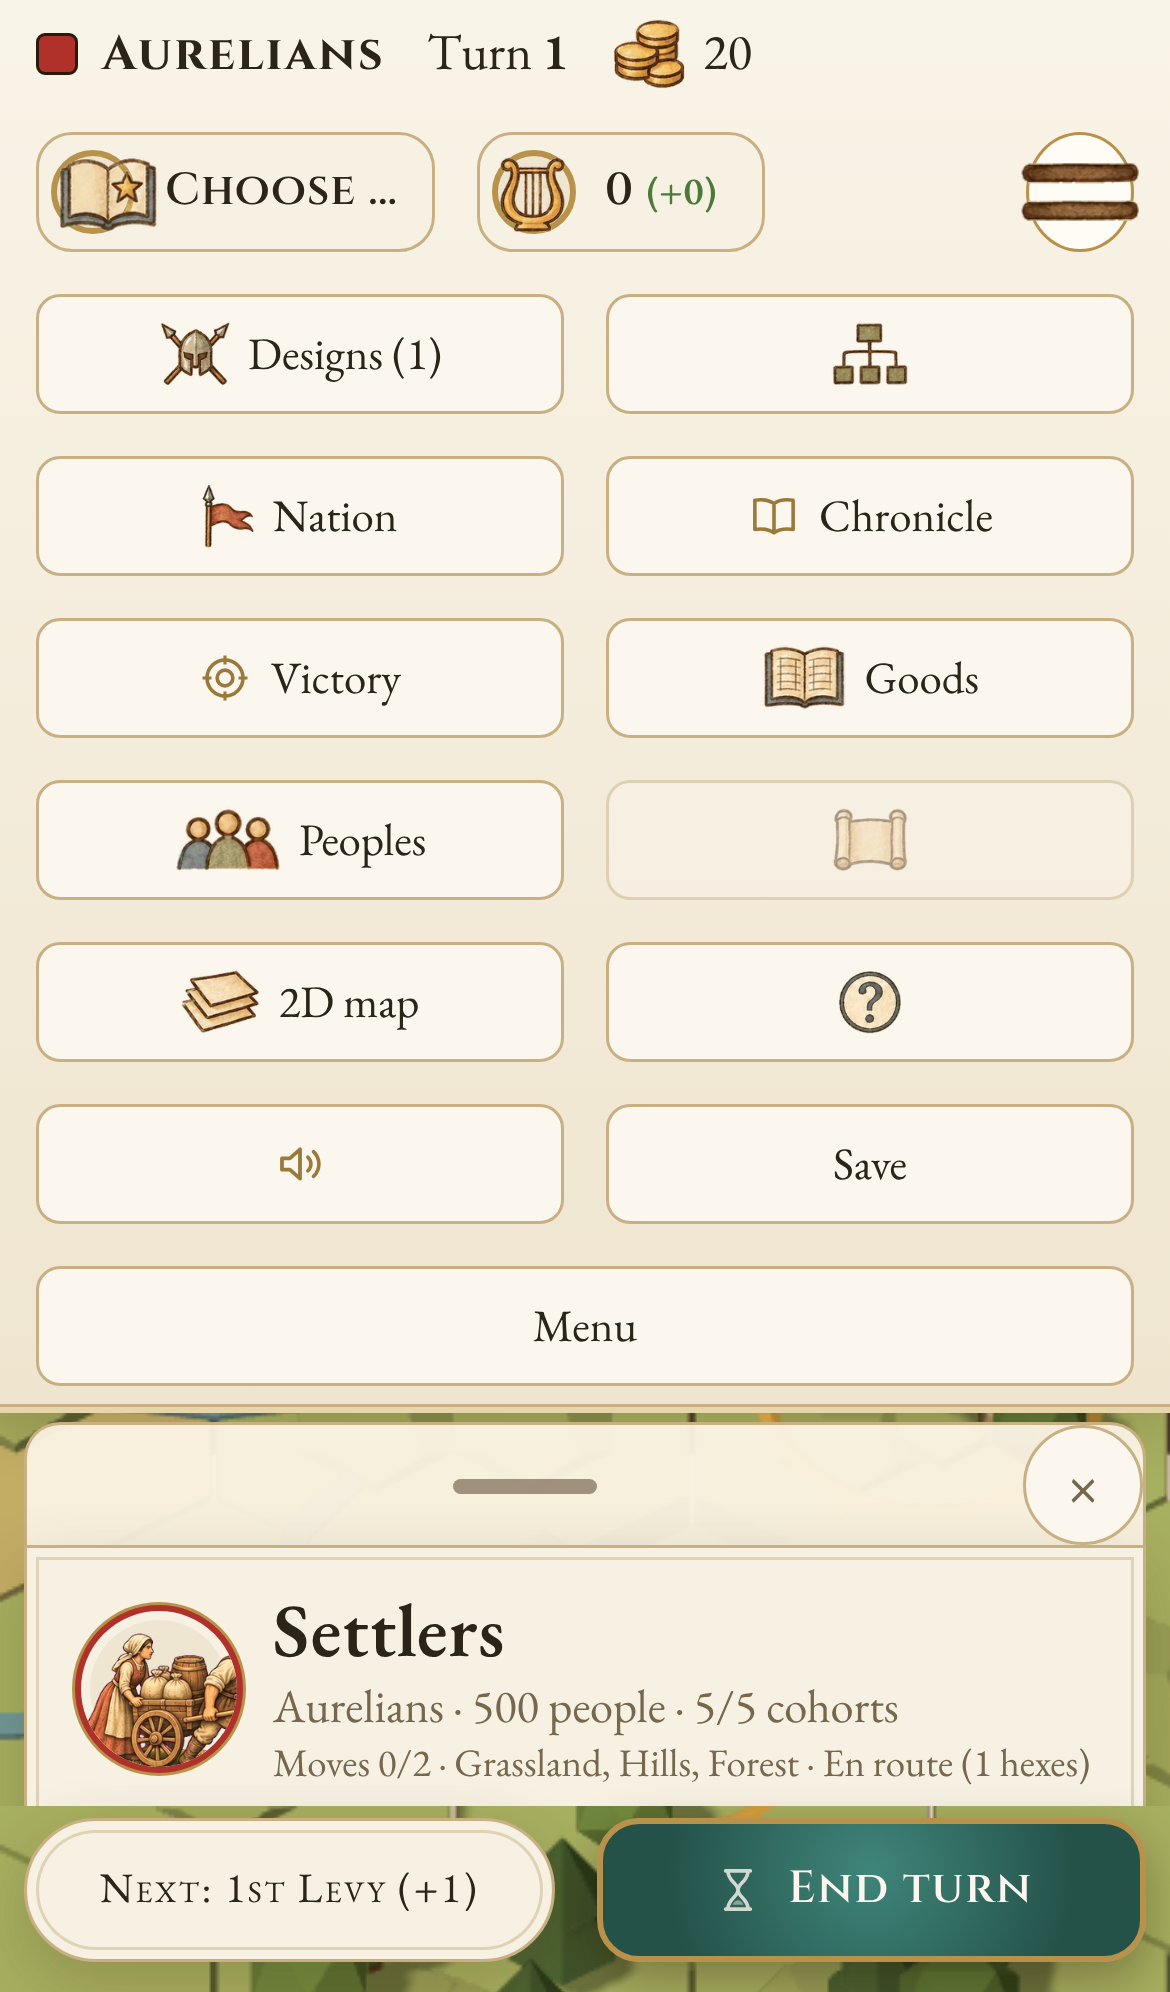 AURELIANS Turn 1 20
CHOOSE ... 0 (+0)
Designs (1)
Nation Chronicle
Victory Goods
Peoples
2D map ?
Save
Menu
×
Settlers
Aurelians · 500 people · 5/5 cohorts
Moves 0/2 · Grassland, Hills, Forest · En route (1 hexes)
NEXT: 1ST LEVY (+1) END TURN